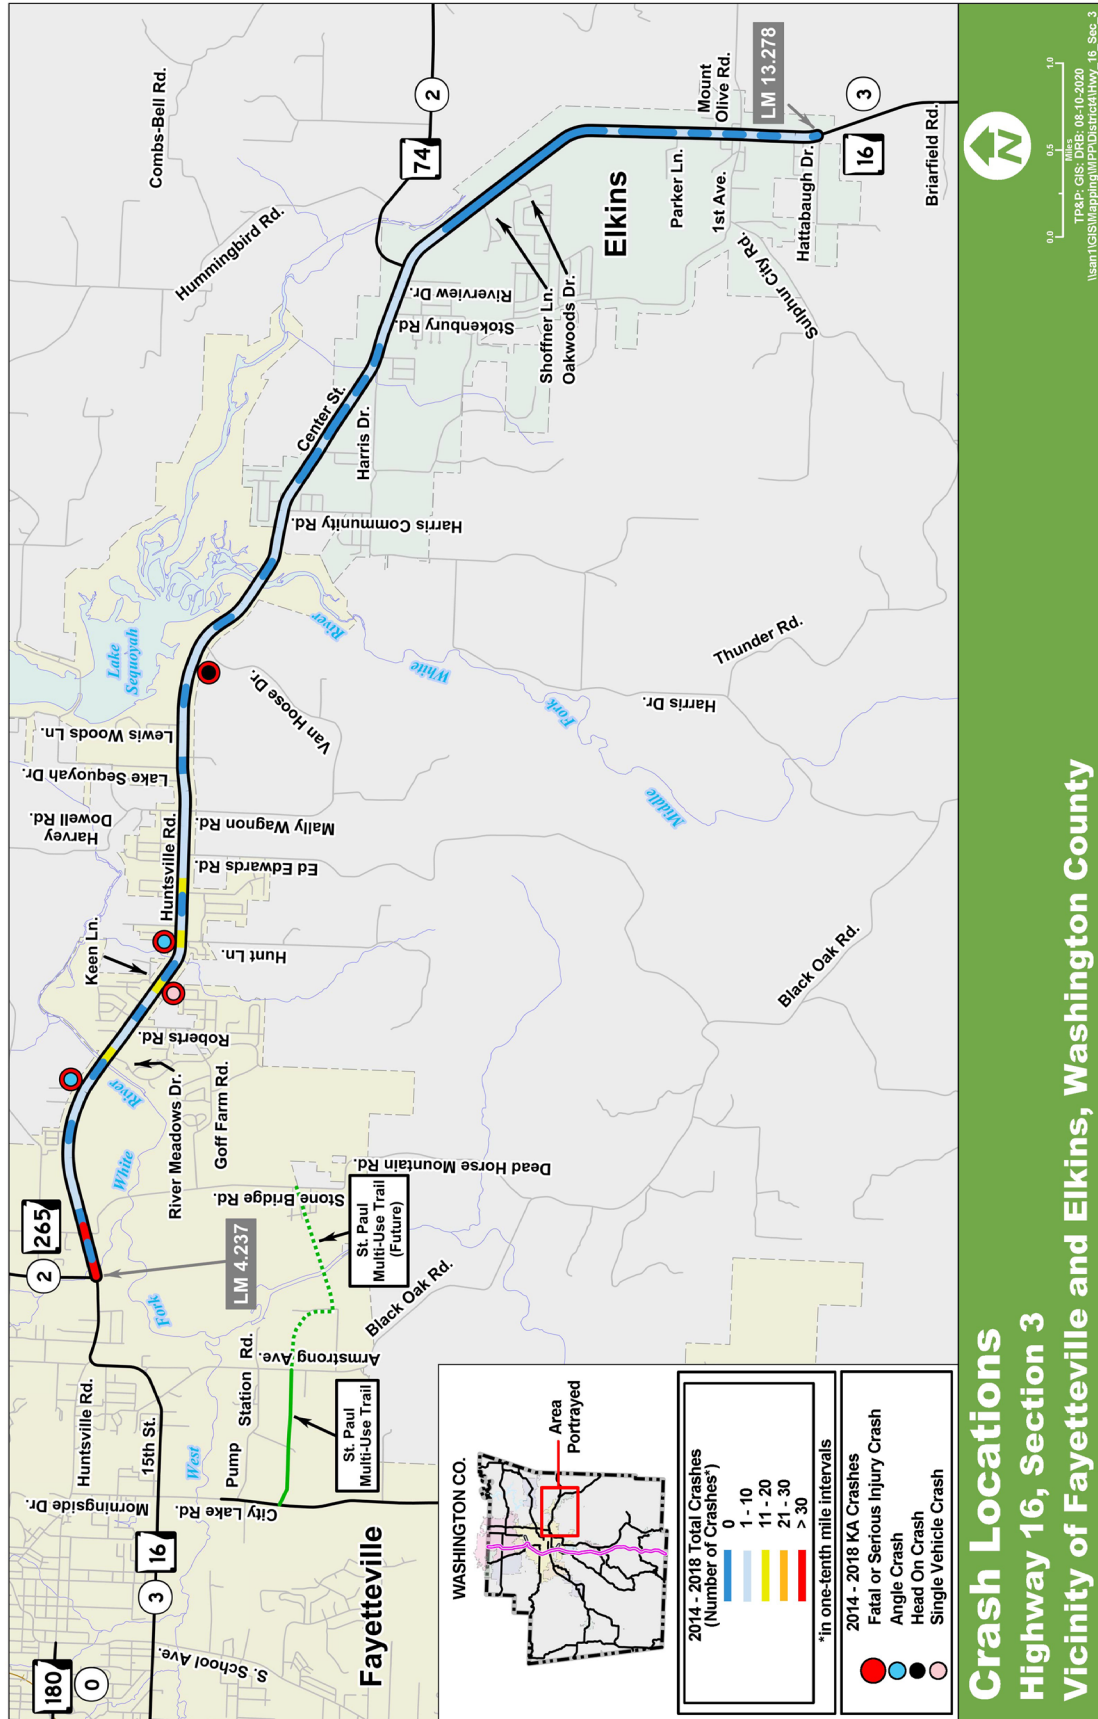 Crash Locations
Highway 16, Section 3
Vicinity of Fayetteville and Elkins, Washington County
N
0.0 0.5 1.0
Miles
TP&P: GIS: DRB: 08-10-2020
\\san1\GIS\Mapping\MPP\District4\Hwy_16_Sec_3
180
0
S. School Ave.
Fayetteville
3
16
Morningside Dr.
Huntsville Rd.
15th St.
City Lake Rd.
West
Fork
White
River
Pump
Station
Rd.
Armstrong Ave.
St. Paul
Multi-Use Trail
St. Paul
Multi-Use Trail
(Future)
Black Oak Rd.
Stone Bridge Rd.
Dead Horse Mountain Rd.
2
265
LM 4.237
River Meadows Dr.
Goff Farm Rd.
Roberts Rd.
Keen Ln.
Hunt Ln.
Huntsville Rd.
Ed Edwards Rd.
Mally Wagnon Rd.
Harvey
Dowell Rd.
Lake Sequoyah Dr.
Lewis Woods Ln.
Lake
Sequoyah
Van Hoose Dr.
Middle
Fork
White
River
Black Oak Rd.
Harris Dr.
Thunder Rd.
Harris Community Rd.
Harris Dr.
Center St.
Stokenbury Rd.
Riverview Dr.
Hummingbird Rd.
Combs-Bell Rd.
74
2
Shoffner Ln.
Oakwoods Dr.
Elkins
Parker Ln.
1st Ave.
Mount
Olive Rd.
Sulphur City Rd.
Hattabaugh Dr.
LM 13.278
16
3
Briarfield Rd.
WASHINGTON CO.
Area
Portrayed
2014 - 2018 Total Crashes
(Number of Crashes*)
0
1 - 10
11 - 20
21 - 30
> 30
*in one-tenth mile intervals
2014 - 2018 KA Crashes
Fatal or Serious Injury Crash
Angle Crash
Head On Crash
Single Vehicle Crash